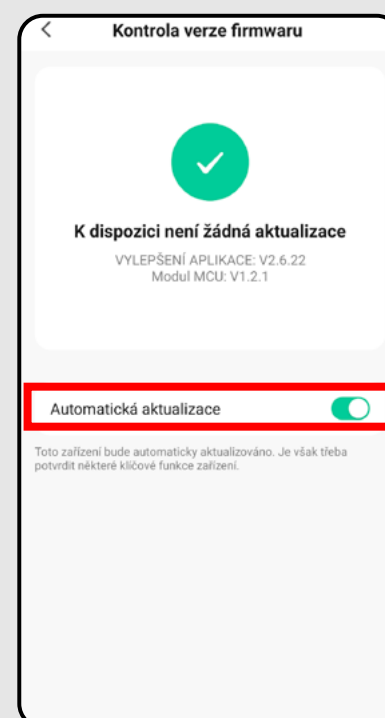 Kontrola verze firmwaru
K dispozici není žádná aktualizace
VYLEPŠENÍ APLIKACE: V2.6.22
Modul MCU: V1.2.1
Automatická aktualizace
Toto zařízení bude automaticky aktualizováno. Je však třeba
potvrdit některé klíčové funkce zařízení.